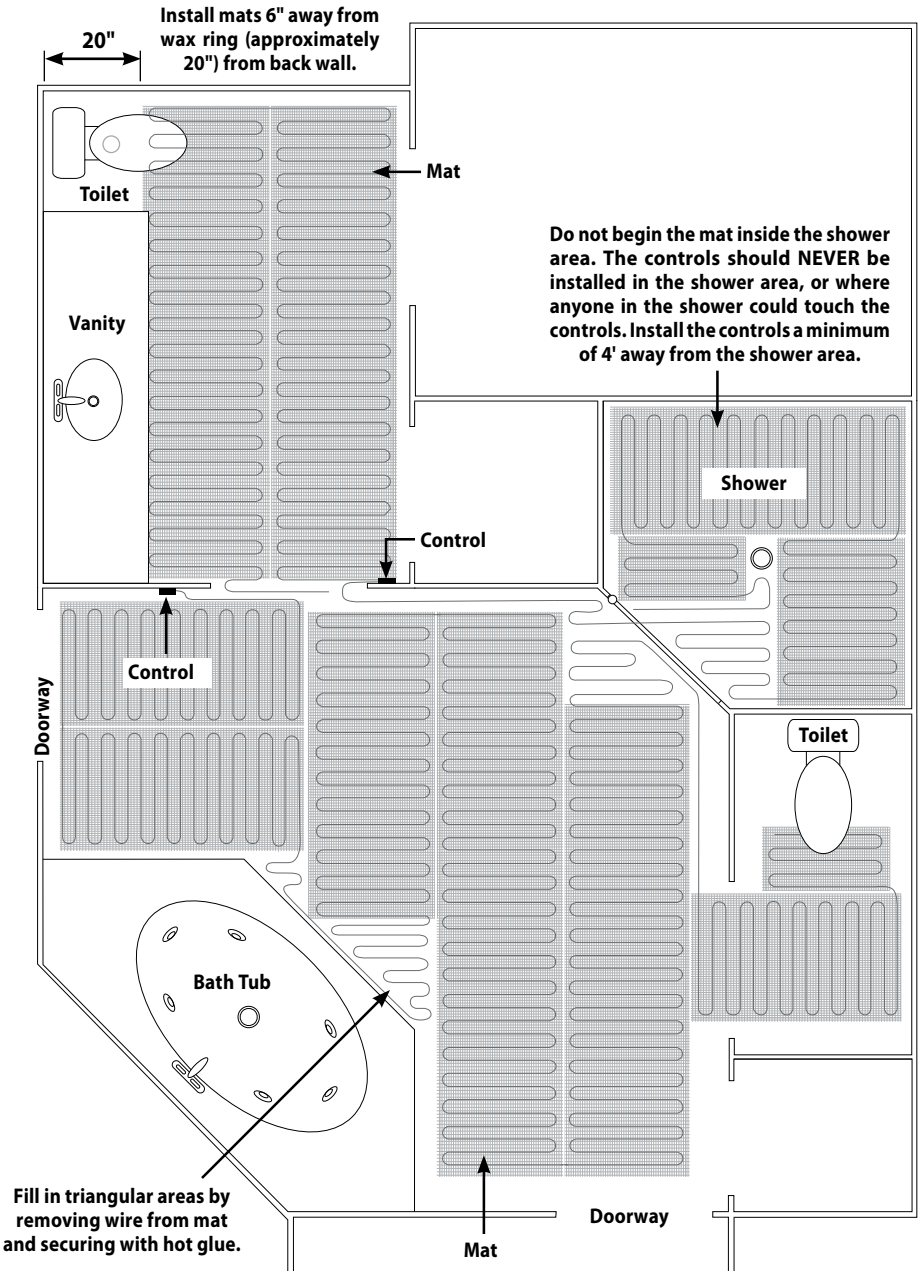 Install mats 6" away from
wax ring (approximately
20") from back wall.
20"
Toilet
Mat
Do not begin the mat inside the shower
area. The controls should NEVER be
installed in the shower area, or where
anyone in the shower could touch the
controls. Install the controls a minimum
of 4' away from the shower area.
Vanity
Shower
Control
Control
Doorway
Toilet
Bath Tub
Fill in triangular areas by
removing wire from mat
and securing with hot glue.
Mat
Doorway